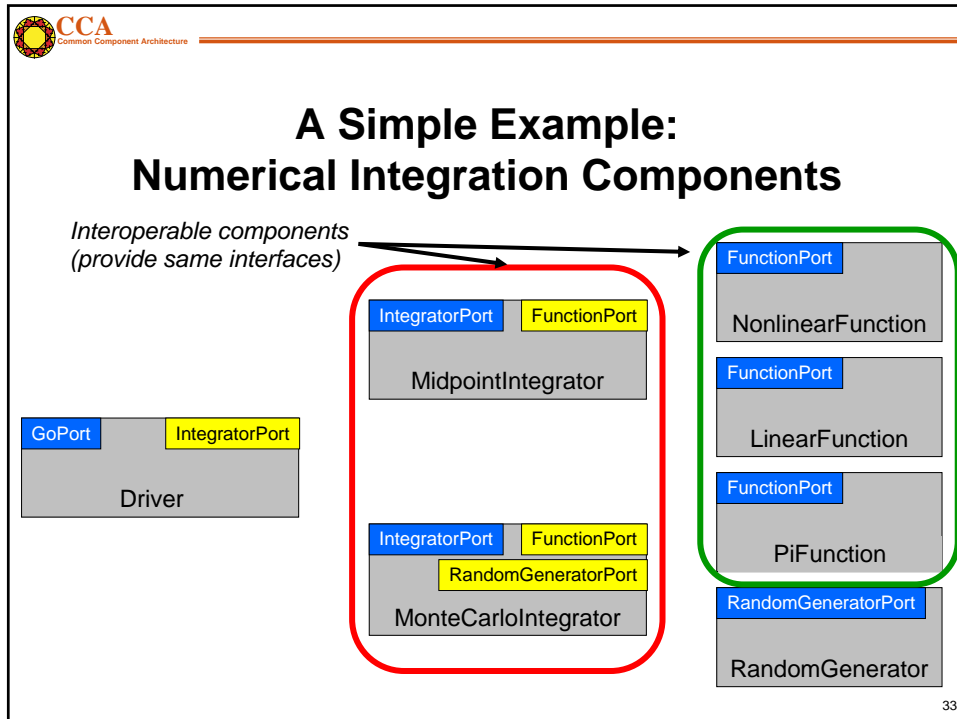 CCA
Common Component Architecture
A Simple Example:
Numerical Integration Components
Interoperable components
(provide same interfaces)
IntegratorPort
FunctionPort
MidpointIntegrator
GoPort
IntegratorPort
Driver
IntegratorPort
FunctionPort
RandomGeneratorPort
MonteCarloIntegrator
FunctionPort
NonlinearFunction
FunctionPort
LinearFunction
FunctionPort
PiFunction
RandomGeneratorPort
RandomGenerator
33